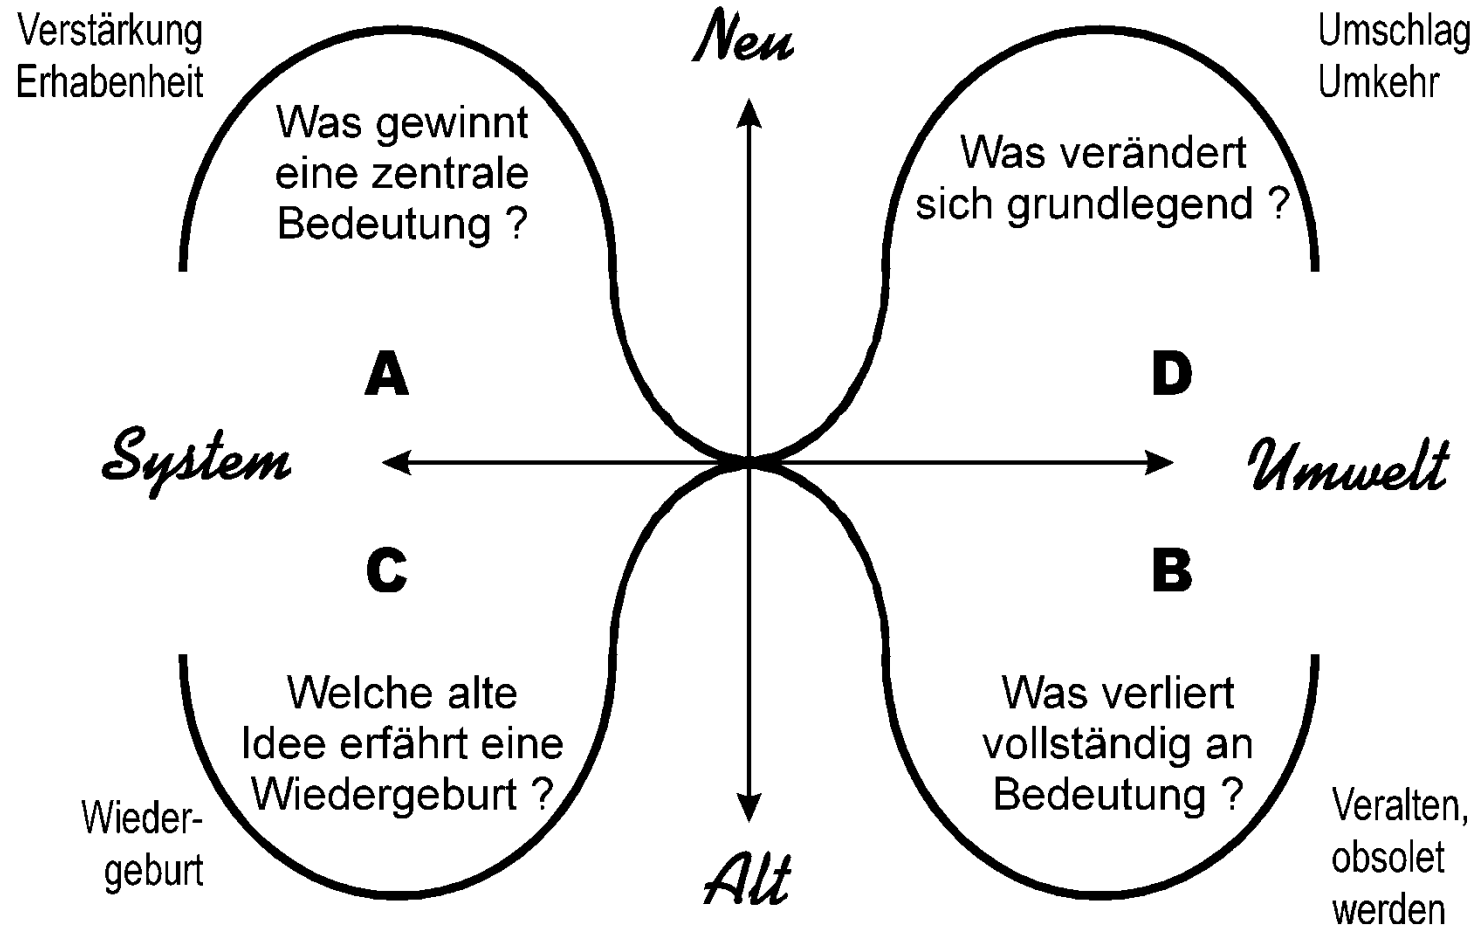 Verstärkung
Erhabenheit
Neu
Umschlag
Umkehr
Was gewinnt
eine zentrale
Bedeutung ?
Was verändert
sich grundlegend ?
A
D
System
Umwelt
C
B
Welche alte
Idee erfährt eine
Wiedergeburt ?
Was verliert
vollständig an
Bedeutung ?
Wieder-
geburt
Alt
Veralten,
obsolet
werden